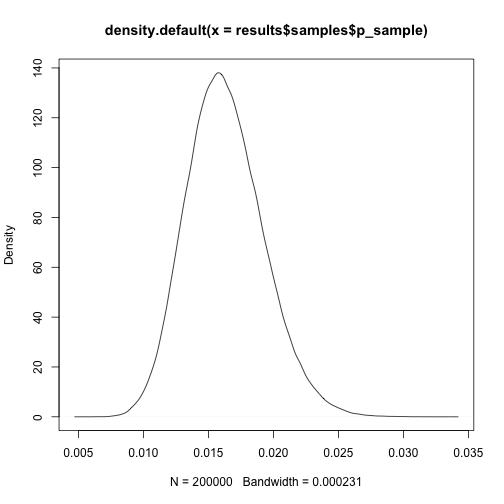 density.default(x = results$samples$p_sample)
Density
140
120
100
80
60
40
20
0
0.005 0.010 0.015 0.020 0.025 0.030 0.035
N = 200000 Bandwidth = 0.000231